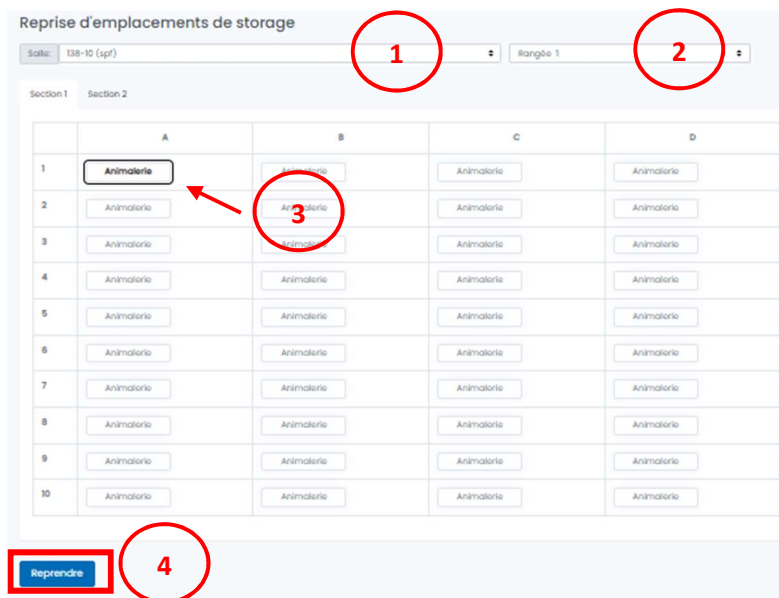 Reprise d'emplacements de storage
Salle: 138-10 (spf) 1 Rangée 1 2
Section 1 Section 2
A B C D
1 Animalerie Animalerie Animalerie Animalerie
2 Animalerie Animalerie Animalerie Animalerie
3
3 Animalerie Animalerie Animalerie Animalerie
4 Animalerie Animalerie Animalerie Animalerie
5 Animalerie Animalerie Animalerie Animalerie
6 Animalerie Animalerie Animalerie Animalerie
7 Animalerie Animalerie Animalerie Animalerie
8 Animalerie Animalerie Animalerie Animalerie
9 Animalerie Animalerie Animalerie Animalerie
10 Animalerie Animalerie Animalerie Animalerie
Reprendre 4